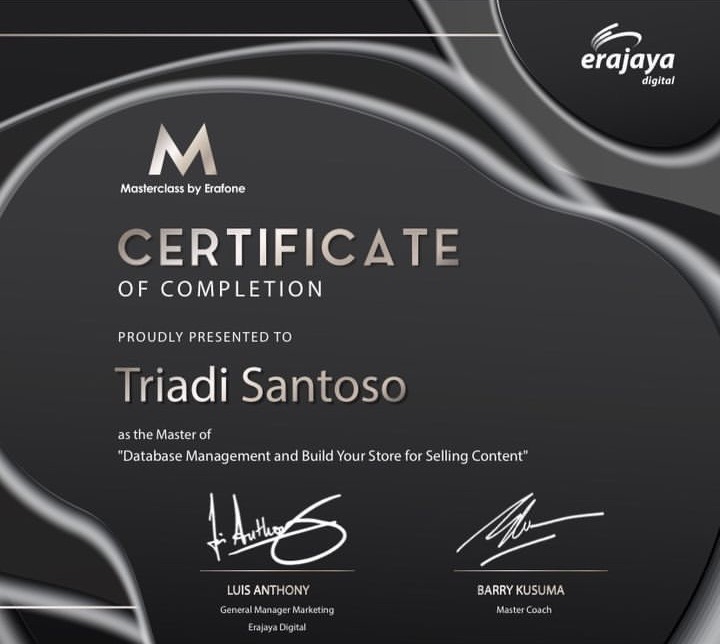 erajaya
digital
M
Masterclass by Erafone
CERTIFICATE
OF COMPLETION
PROUDLY PRESENTED TO
Triadi Santoso
as the Master of
"Database Management and Build Your Store for Selling Content"
LUIS ANTHONY
General Manager Marketing
Erajaya Digital
BARRY KUSUMA
Master Coach